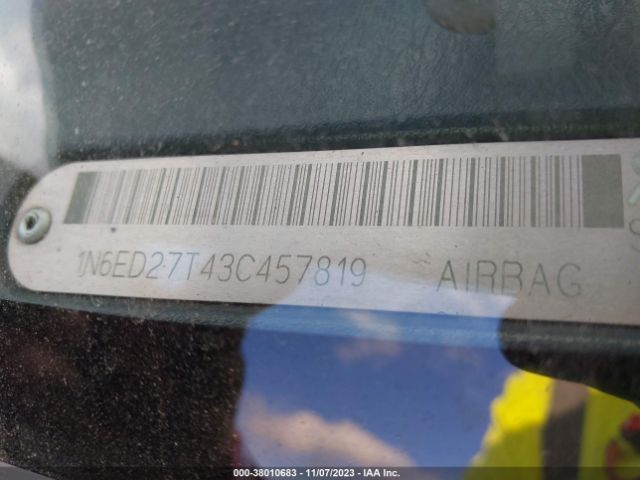 1N6ED27T43C457819 AIRBAG
000-38010683 - 11/07/2023 - IAA Inc.